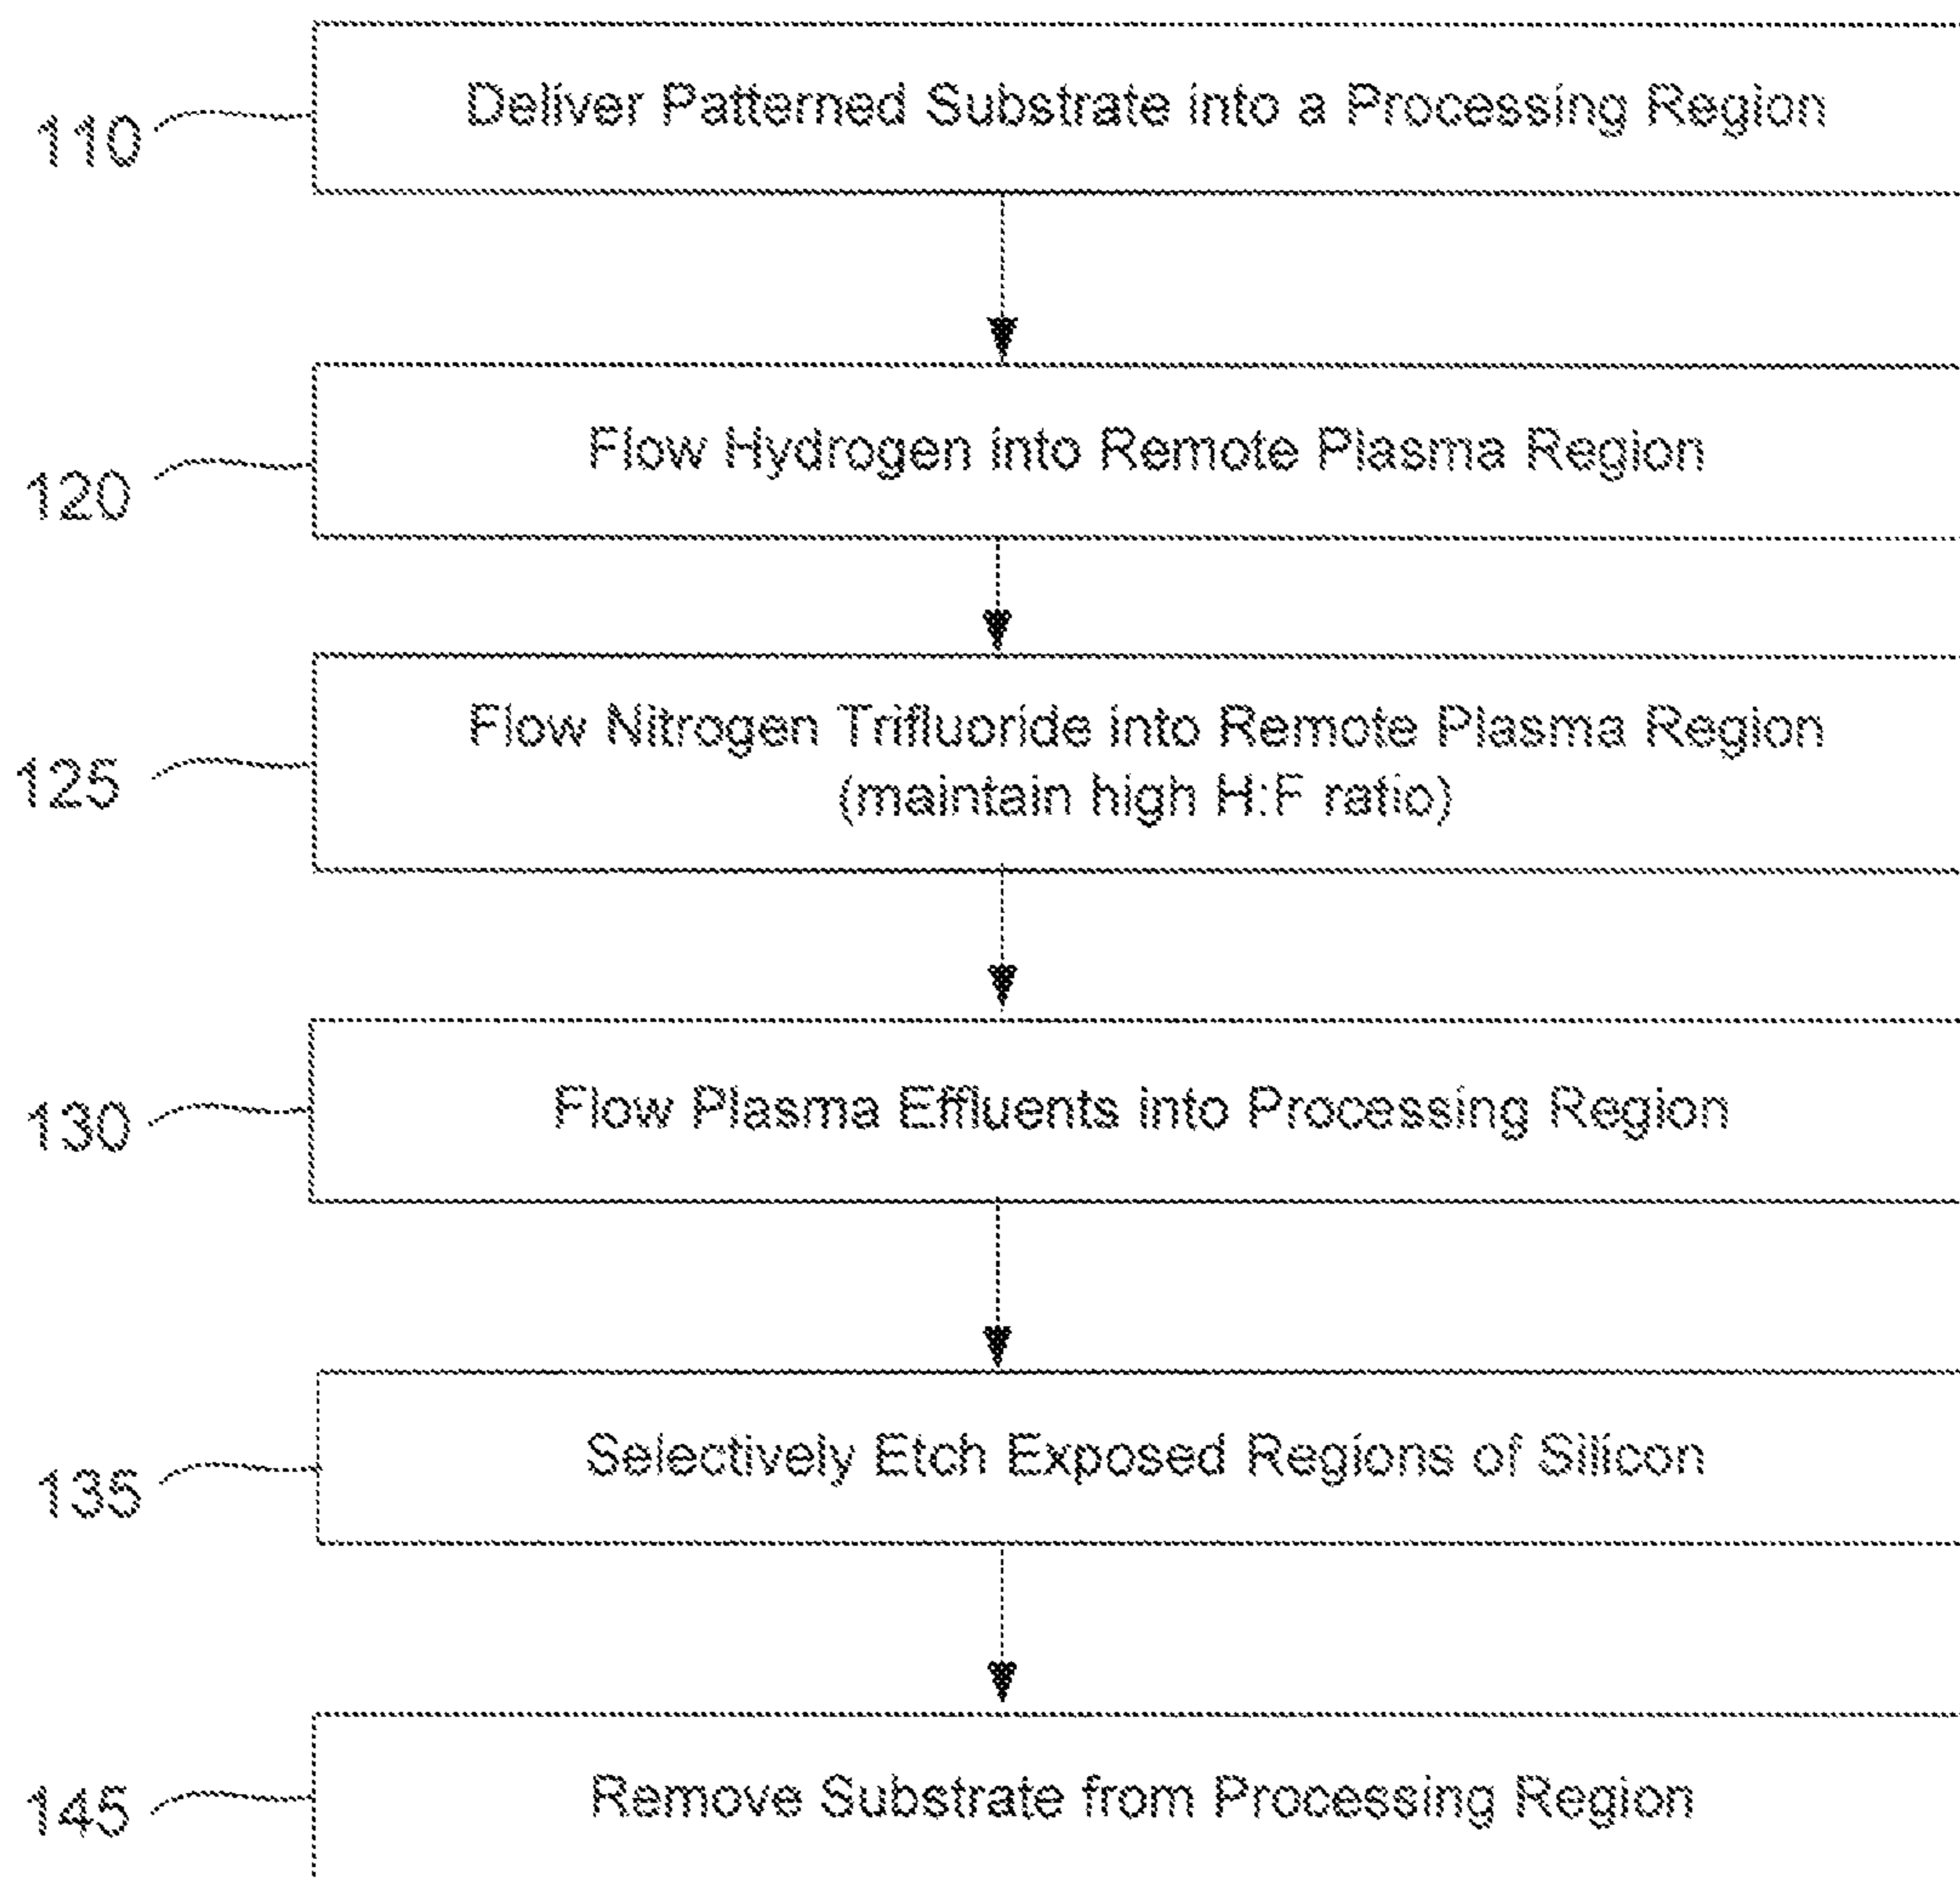 110
Deliver Patterned Substrate into a Processing Region
120
Flow Hydrogen into Remote Plasma Region
125
Flow Nitrogen Trifluoride into Remote Plasma Region
(maintain high H:F ratio)
130
Flow Plasma Effluents into Processing Region
135
Selectively Etch Exposed Regions of Silicon
145
Remove Substrate from Processing Region